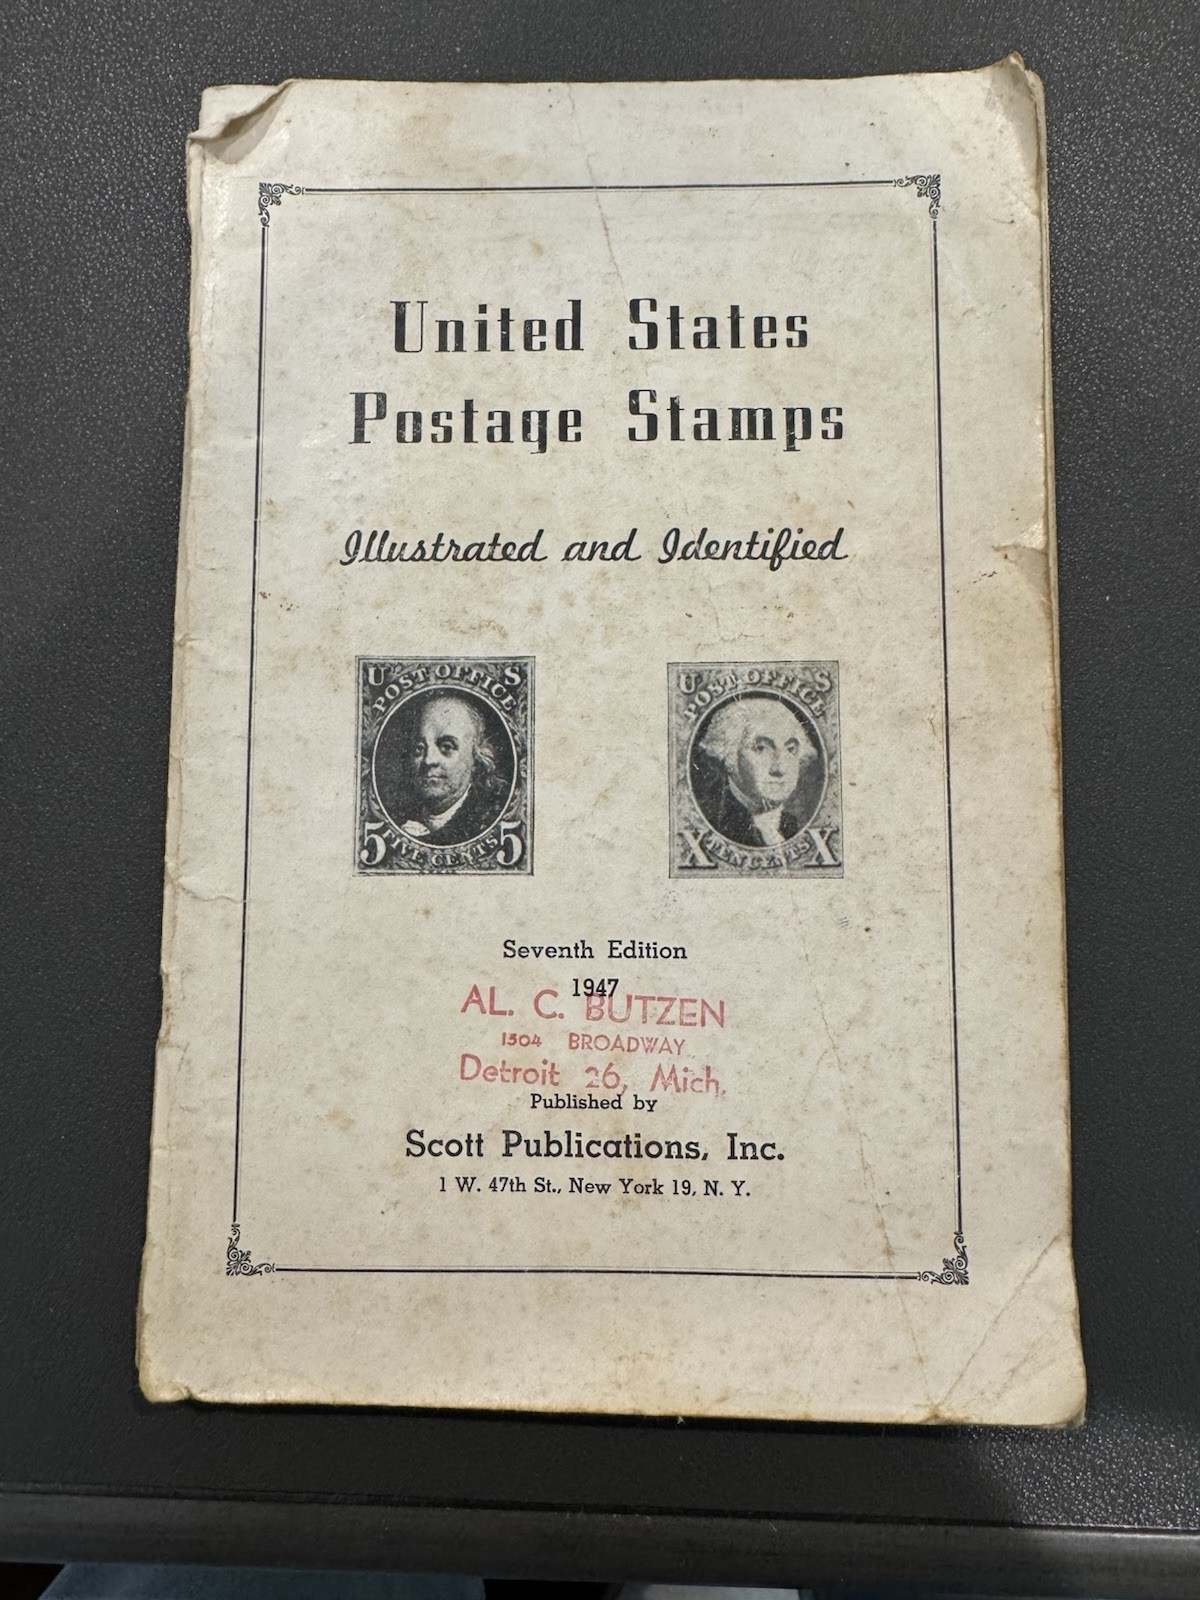 United States
Postage Stamps
Illustrated and Identified
U S
POST OFFICE
5 FIVE CENTS 5
U S
POST OFFICE
X TEN CENTS X
Seventh Edition
1947
AL. C. BUTZEN
1504 BROADWAY
Detroit 26, Mich.
Published by
Scott Publications, Inc.
1 W. 47th St., New York 19, N. Y.